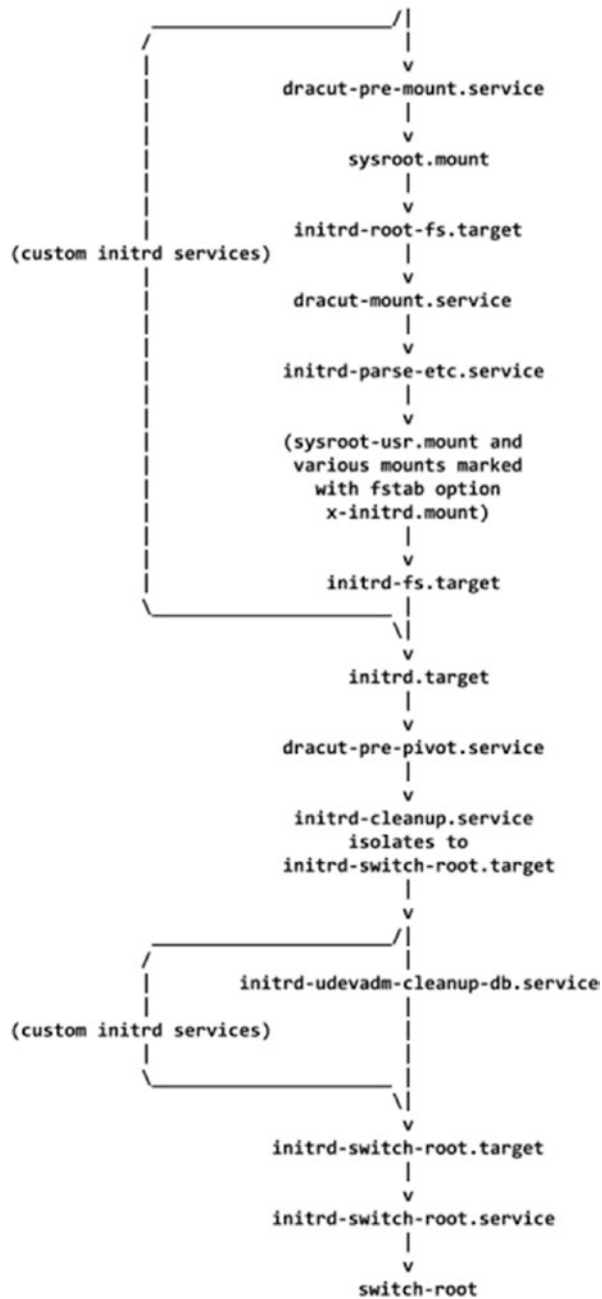 dracut-pre-mount.service
sysroot.mount
initrd-root-fs.target
(custom initrd services)
dracut-mount.service
initrd-parse-etc.service
(sysroot-usr.mount and
various mounts marked
with fstab option
x-initrd.mount)
initrd-fs.target
initrd.target
dracut-pre-pivot.service
initrd-cleanup.service
isolates to
initrd-switch-root.target
initrd-udevadm-cleanup-db.service
(custom initrd services)
initrd-switch-root.target
initrd-switch-root.service
switch-root